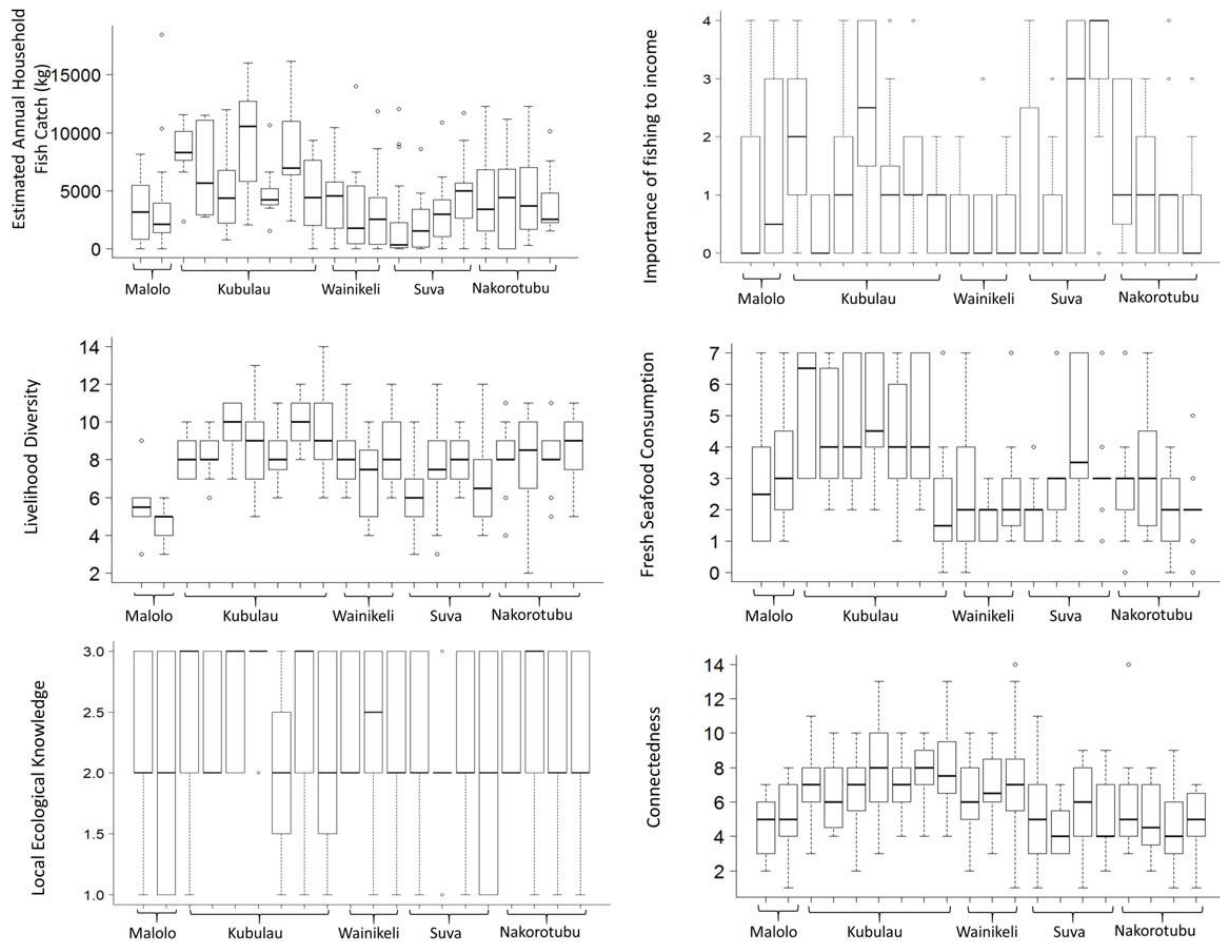 Estimated Annual Household
Fish Catch (kg)
15000
10000
5000
0
Malolo
Kubulau
Wainikeli
Suva
Nakorotubu
Importance of fishing to income
4
3
2
1
0
Malolo
Kubulau
Wainikeli
Suva
Nakorotubu
Livelihood Diversity
14
12
10
8
6
4
2
Malolo
Kubulau
Wainikeli
Suva
Nakorotubu
Fresh Seafood Consumption
7
6
5
4
3
2
1
0
Malolo
Kubulau
Wainikeli
Suva
Nakorotubu
Local Ecological Knowledge
3.0
2.5
2.0
1.5
1.0
Malolo
Kubulau
Wainikeli
Suva
Nakorotubu
Connectedness
14
12
10
8
6
4
2
Malolo
Kubulau
Wainikeli
Suva
Nakorotubu